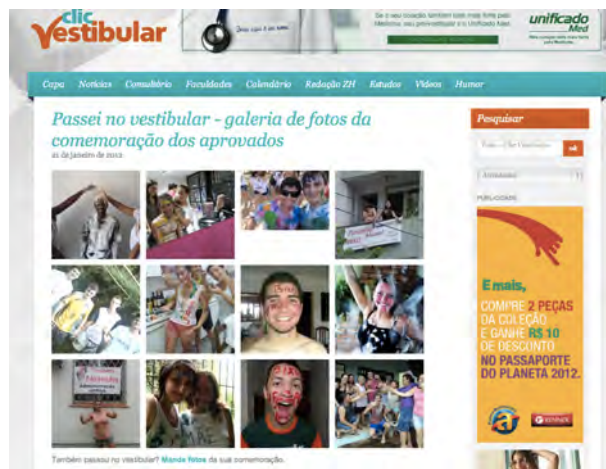 clic
Vestibular
unificado
Med
Capa Notícias Consultório Faculdades Calendário Redação ZH Estudos Vídeos Humor
Passei no vestibular - galeria de fotos da
comemoração dos aprovados
21 de janeiro de 2012
Pesquisar
ok
PUBLICIDADE
E mais,
COMPRE 2 PEÇAS
DA COLEÇÃO
E GANHE R$ 10
DE DESCONTO
NO PASSAPORTE
DO PLANETA 2012.
RENNER
Também passou no vestibular? Mande fotos da sua comemoração.